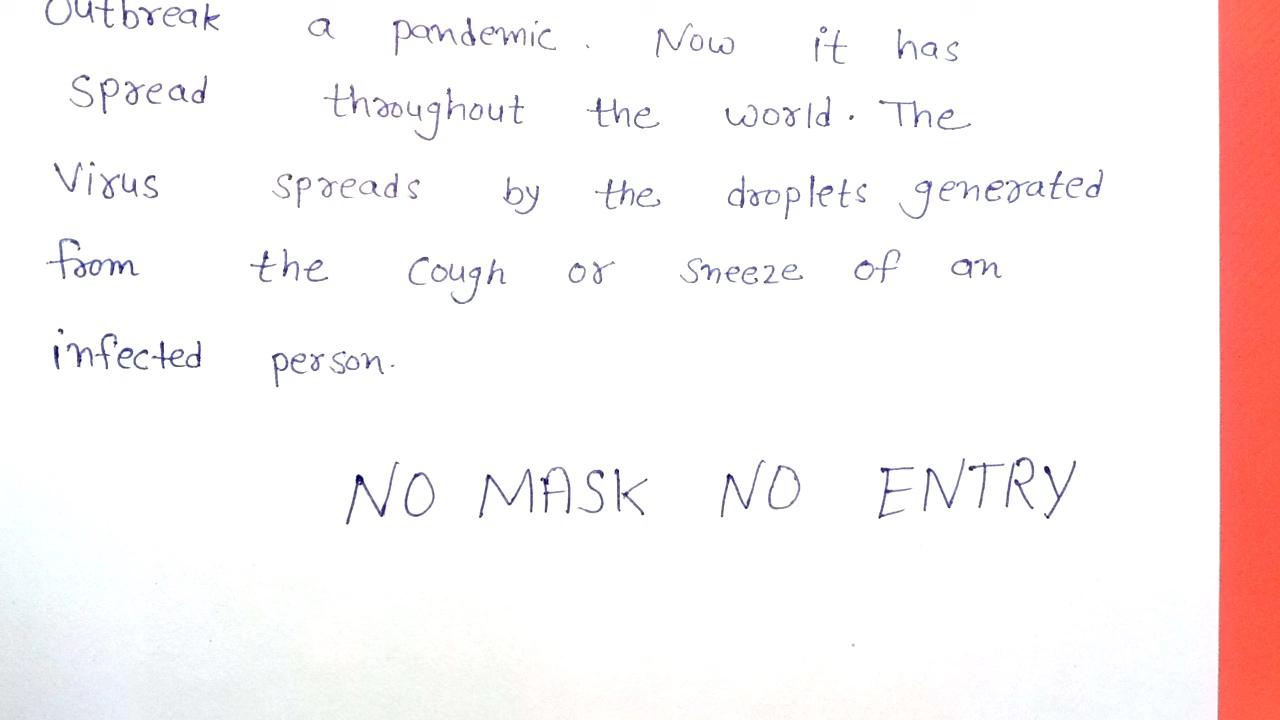 Outbreak a pandemic. Now it has
Spread throughout the world. The
Virus spreads by the droplets generated
from the Cough or Sneeze of an
infected person.
NO MASK NO ENTRY